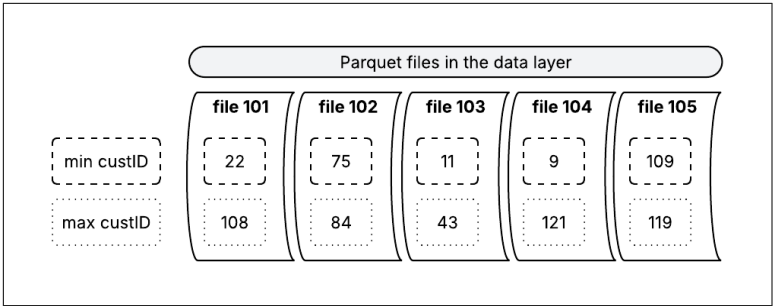 Parquet files in the data layer
file 101 file 102 file 103 file 104 file 105
min custID 22 75 11 9 109
max custID 108 84 43 121 119